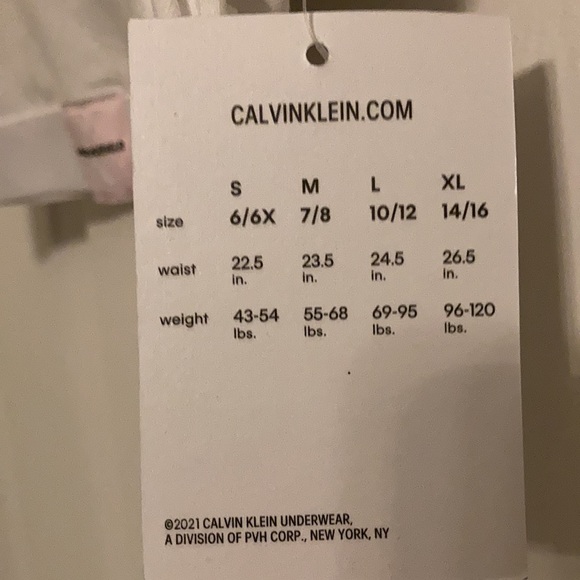 CALVINKLEIN.COM
S M L XL
size 6/6X 7/8 10/12 14/16
waist 22.5 in. 23.5 in. 24.5 in. 26.5 in.
weight 43-54 lbs. 55-68 lbs. 69-95 lbs. 96-120 lbs.
©2021 CALVIN KLEIN UNDERWEAR,
A DIVISION OF PVH CORP., NEW YORK, NY